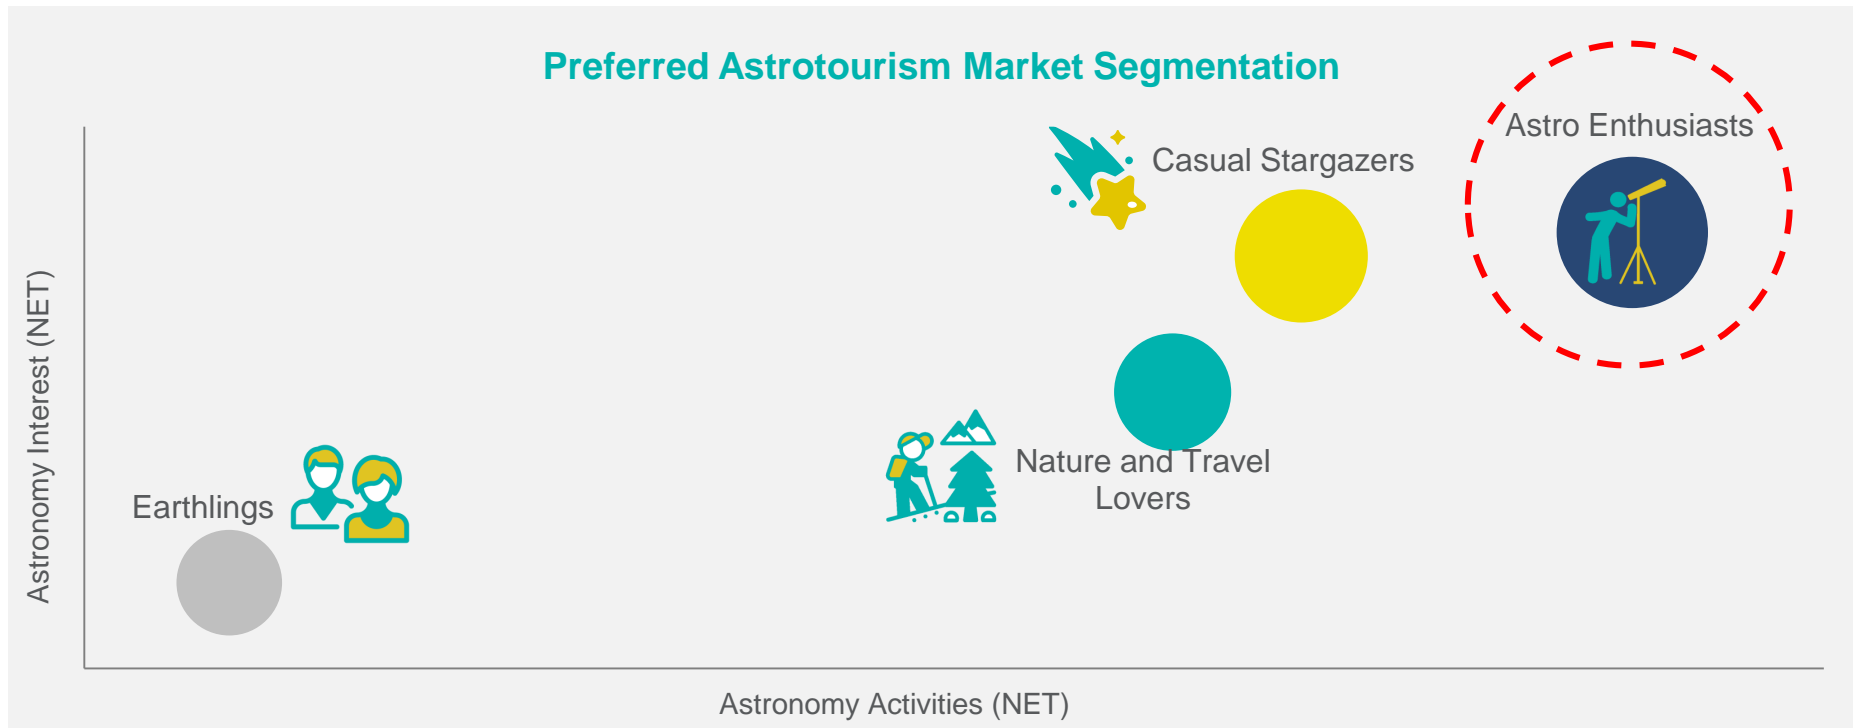 Preferred Astrotourism Market Segmentation
Astro Enthusiasts
Casual Stargazers
Astronomy Interest (NET)
Nature and Travel
Lovers
Earthlings
Astronomy Activities (NET)